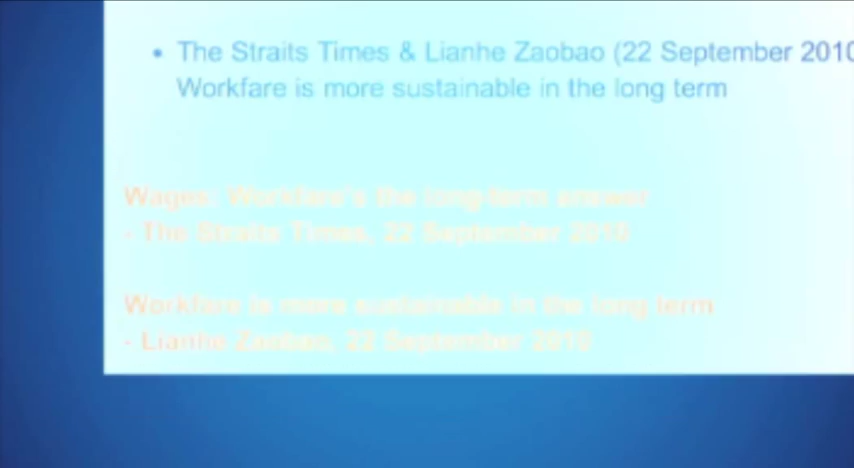 • The Straits Times & Lianhe Zaobao (22 September 2010
Workfare is more sustainable in the long term
Wages: Workfare's the long-term answer
- The Straits Times, 22 September 2010
Workfare is more sustainable in the long term
- Lianhe Zaobao, 22 September 2010